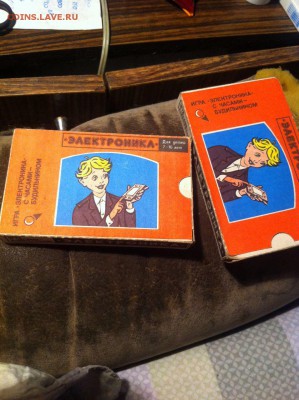 COINS.LAVE.RU
«ЭЛЕКТРОНИКА»
Для детей
ИГРА «ЭЛЕКТРОНИКА»
С ЧАСАМИ-
БУДИЛЬНИКОМ
ИГРА «ЭЛЕКТРОНИКА»
С ЧАСАМИ-
БУДИЛЬНИКОМ